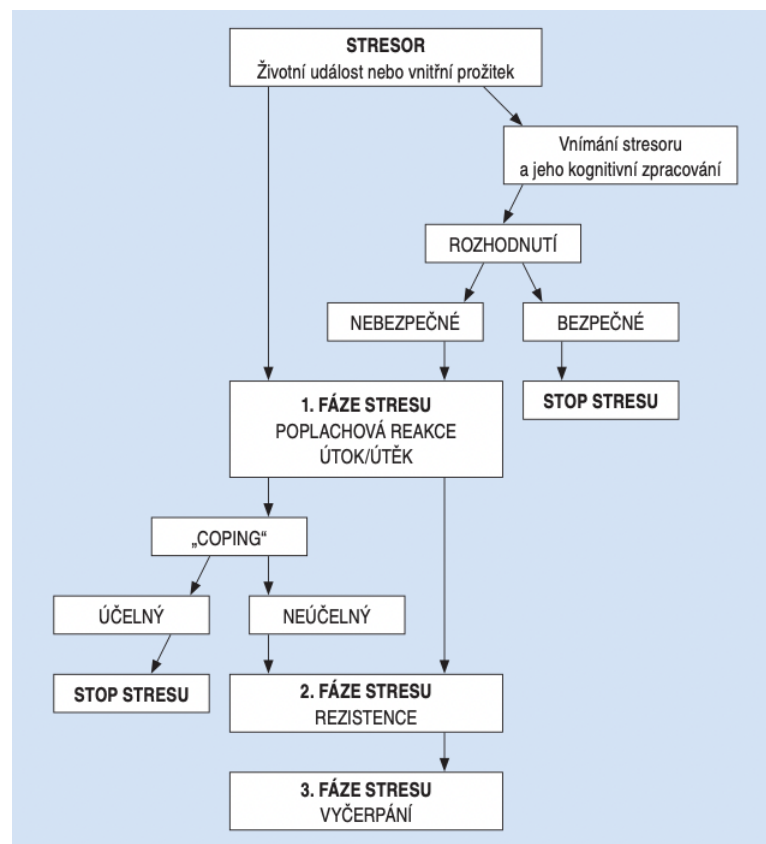 STRESOR
Životní událost nebo vnitřní prožitek
Vnímání stresoru
a jeho kognitivní zpracování
ROZHODNUTÍ
NEBEZPEČNÉ
BEZPEČNÉ
1. FÁZE STRESU
POPLACHOVÁ REAKCE
ÚTOK/ÚTĚK
STOP STRESU
„COPING“
ÚČELNÝ
NEÚČELNÝ
STOP STRESU
2. FÁZE STRESU
REZISTENCE
3. FÁZE STRESU
VYČERPÁNÍ